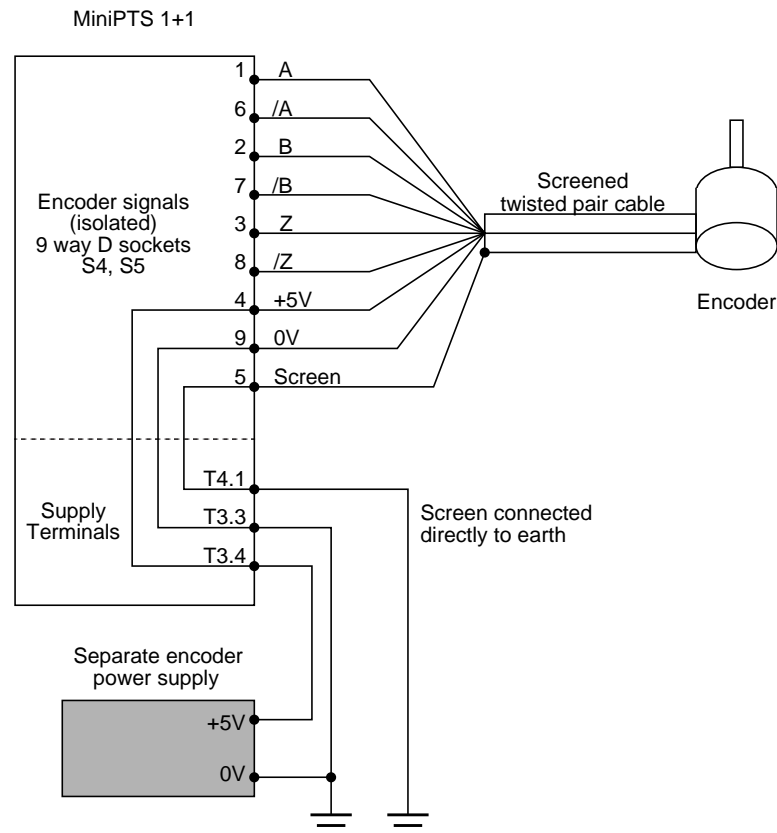 MiniPTS 1+1
1 A
6 /A
2 B
7 /B
3 Z
8 /Z
4 +5V
9 0V
5 Screen
Encoder signals
(isolated)
9 way D sockets
S4, S5
Screened
twisted pair cable
Encoder
T4.1
T3.3
T3.4
Supply
Terminals
Screen connected
directly to earth
Separate encoder
power supply
+5V
0V